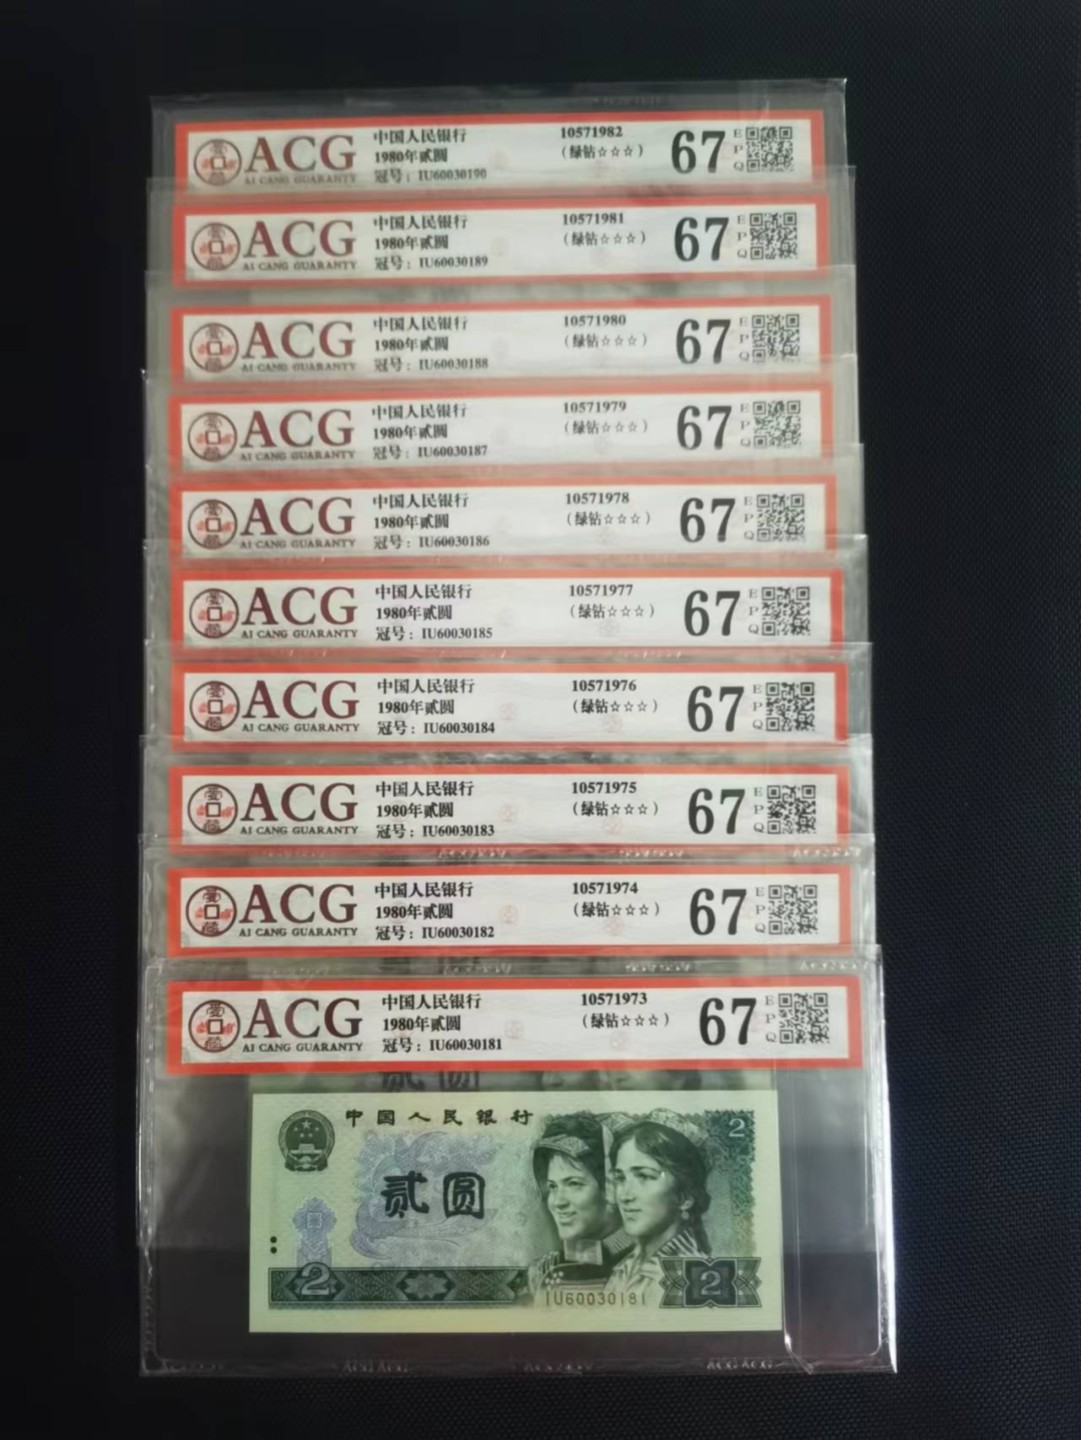 ACG
AI CANG GUARANTY
中国人民银行
1980年贰圆
冠号：IU60030190
10571982
（绿钻☆☆☆）
67
E
P
Q
ACG
AI CANG GUARANTY
中国人民银行
1980年贰圆
冠号：IU60030189
10571981
（绿钻☆☆☆）
67
E
P
Q
ACG
AI CANG GUARANTY
中国人民银行
1980年贰圆
冠号：IU60030188
10571980
（绿钻☆☆☆）
67
E
P
Q
ACG
AI CANG GUARANTY
中国人民银行
1980年贰圆
冠号：IU60030187
10571979
（绿钻☆☆☆）
67
E
P
Q
ACG
AI CANG GUARANTY
中国人民银行
1980年贰圆
冠号：IU60030186
10571978
（绿钻☆☆☆）
67
E
P
Q
ACG
AI CANG GUARANTY
中国人民银行
1980年贰圆
冠号：IU60030185
10571977
（绿钻☆☆☆）
67
E
P
Q
ACG
AI CANG GUARANTY
中国人民银行
1980年贰圆
冠号：IU60030184
10571976
（绿钻☆☆☆）
67
E
P
Q
ACG
AI CANG GUARANTY
中国人民银行
1980年贰圆
冠号：IU60030183
10571975
（绿钻☆☆☆）
67
E
P
Q
ACG
AI CANG GUARANTY
中国人民银行
1980年贰圆
冠号：IU60030182
10571974
（绿钻☆☆☆）
67
E
P
Q
ACG
AI CANG GUARANTY
中国人民银行
1980年贰圆
冠号：IU60030181
10571973
（绿钻☆☆☆）
67
E
P
Q
贰圆
中国人民银行
2
贰圆
2
2
IU60030181